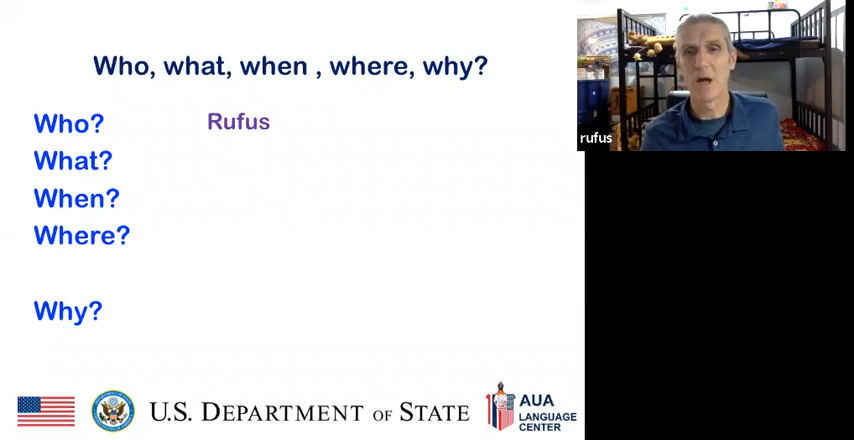 Who, what, when , where, why?
Who? Rufus
What?
When?
Where?
Why?
rufus
U.S. DEPARTMENT OF STATE
AUA
LANGUAGE
CENTER